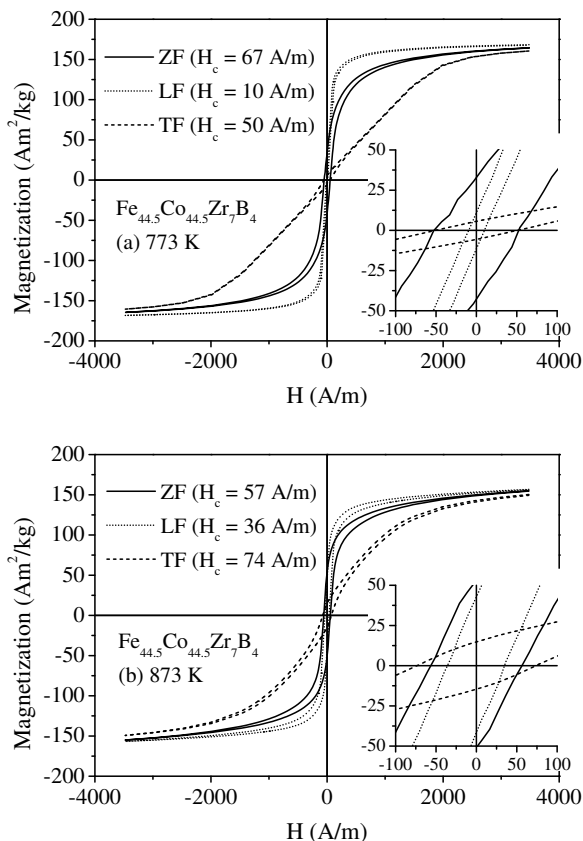 200
150
100
50
0
-50
-100
-150
-200
Magnetization (Am²/kg)
ZF (H_c = 67 A/m)
LF (H_c = 10 A/m)
TF (H_c = 50 A/m)
Fe₄₄.₅Co₄₄.₅Zr₇B₄
(a) 773 K
50
25
0
-25
-50
-100 -50 0 50 100
-4000 -2000 0 2000 4000
H (A/m)
200
150
100
50
0
-50
-100
-150
-200
Magnetization (Am²/kg)
ZF (H_c = 57 A/m)
LF (H_c = 36 A/m)
TF (H_c = 74 A/m)
Fe₄₄.₅Co₄₄.₅Zr₇B₄
(b) 873 K
50
25
0
-25
-50
-100 -50 0 50 100
-4000 -2000 0 2000 4000
H (A/m)